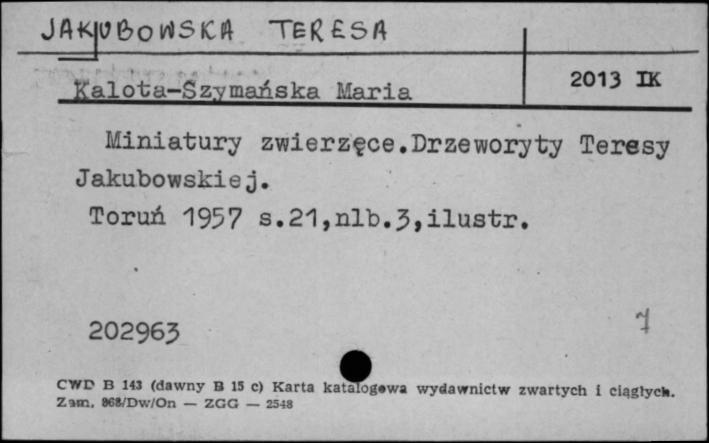 JAKUBOWSKA TERESA
Kalota-Szymańska Maria
2013 IK
Miniatury zwierzęce.Drzeworyty Teresy
Jakubowskiej.
Toruń 1957 s.21,nlb.3,ilustr.
202963
CWD B 143 (dawny B 15 c) Karta katalogowa wydawnictw zwartych i ciągłych.
Zam. 868/Dw/On — ZGG — 2548